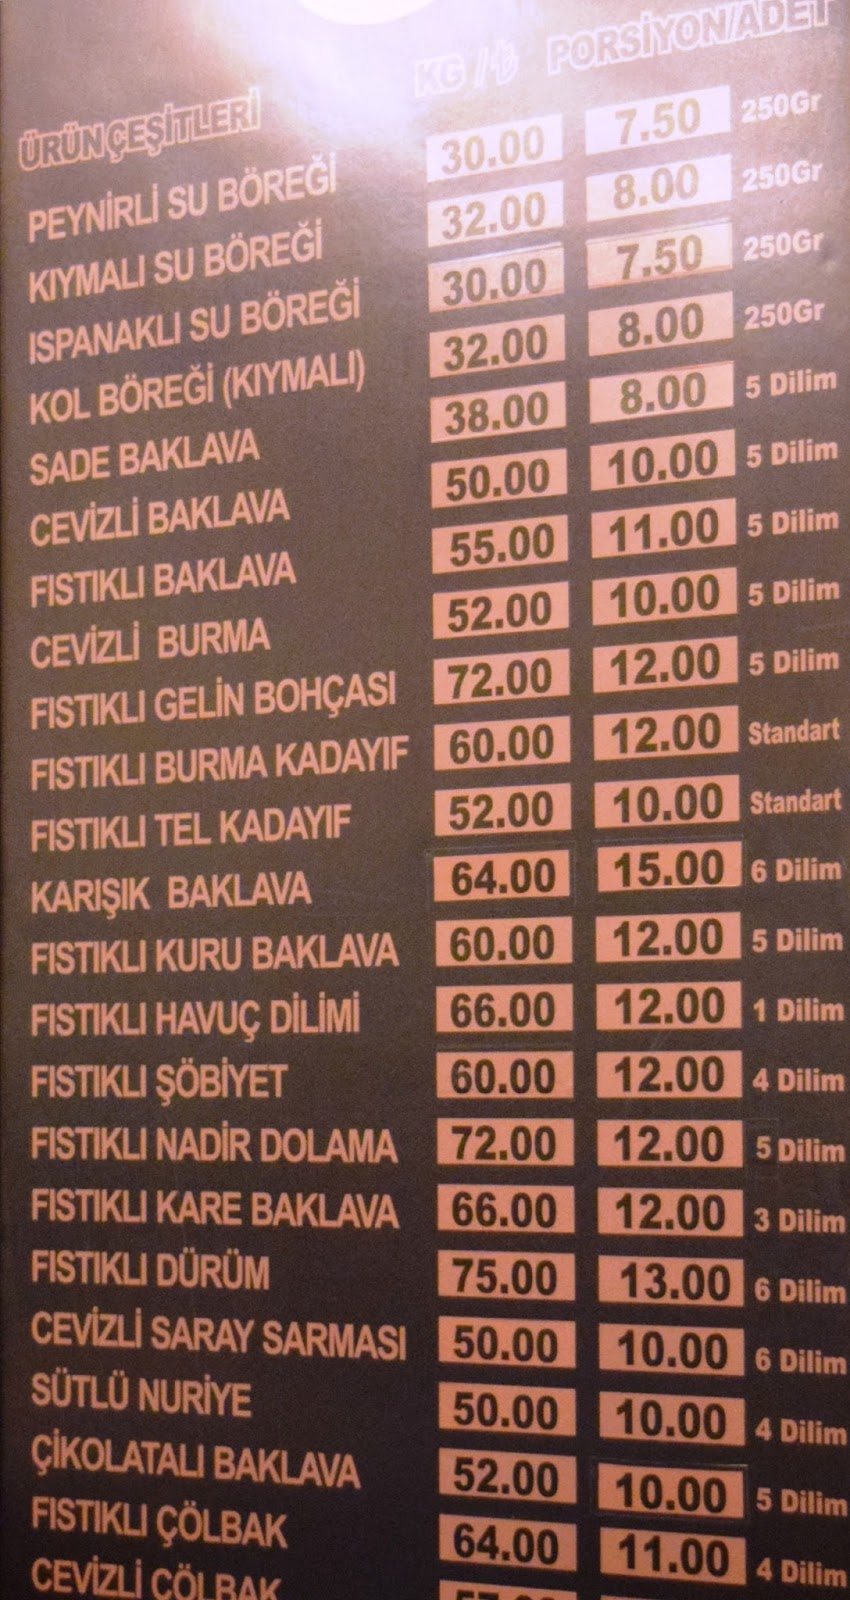 ÜRÜN ÇEŞİTLERİ KG / ₺ PORSİYON/ADET
PEYNİRLİ SU BÖREĞİ 30.00 7.50 250Gr
KIYMALI SU BÖREĞİ 32.00 8.00 250Gr
ISPANAKLI SU BÖREĞİ 30.00 7.50 250Gr
KOL BÖREĞİ (KIYMALI) 32.00 8.00 250Gr
SADE BAKLAVA 38.00 8.00 5 Dilim
CEVİZLİ BAKLAVA 50.00 10.00 5 Dilim
FISTIKLI BAKLAVA 55.00 11.00 5 Dilim
CEVİZLİ BURMA 52.00 10.00 5 Dilim
FISTIKLI GELİN BOHÇASI 72.00 12.00 5 Dilim
FISTIKLI BURMA KADAYIF 60.00 12.00 Standart
FISTIKLI TEL KADAYIF 52.00 10.00 Standart
KARIŞIK BAKLAVA 64.00 15.00 6 Dilim
FISTIKLI KURU BAKLAVA 60.00 12.00 5 Dilim
FISTIKLI HAVUÇ DİLİMİ 66.00 12.00 1 Dilim
FISTIKLI ŞÖBİYET 60.00 12.00 4 Dilim
FISTIKLI NADİR DOLAMA 72.00 12.00 5 Dilim
FISTIKLI KARE BAKLAVA 66.00 12.00 3 Dilim
FISTIKLI DÜRÜM 75.00 13.00 6 Dilim
CEVİZLİ SARAY SARMASI 50.00 10.00 6 Dilim
SÜTLÜ NURİYE 50.00 10.00 4 Dilim
ÇİKOLATALI BAKLAVA 52.00 10.00 5 Dilim
FISTIKLI ÇÖLBAK 64.00 11.00 4 Dilim
CEVİZLİ ÇÖLBAK